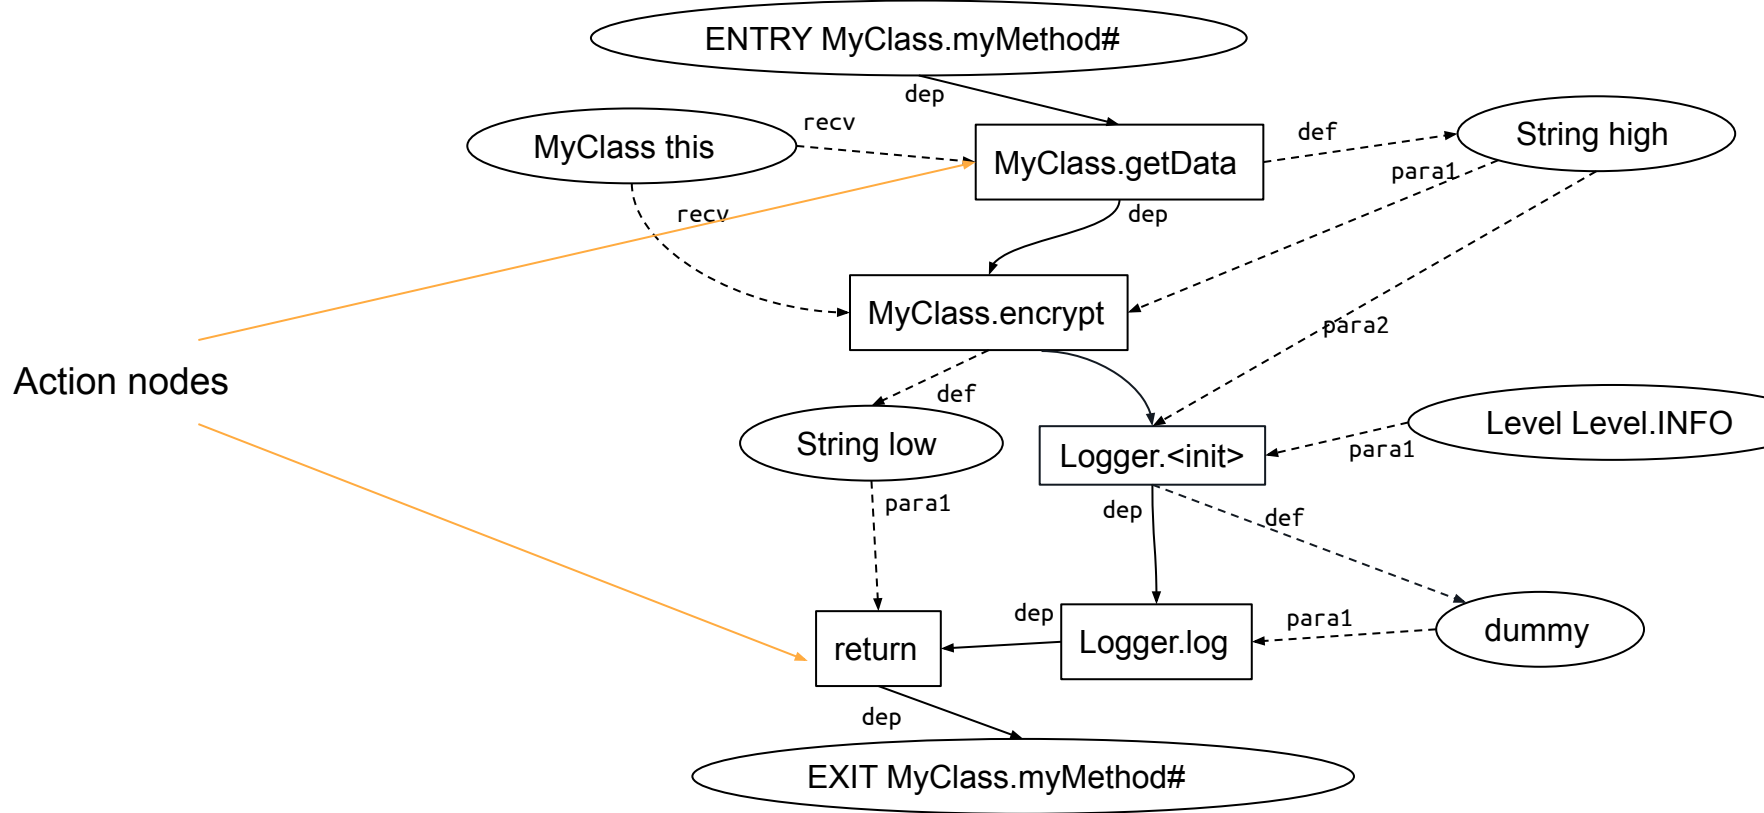 ENTRY MyClass.myMethod#
dep
MyClass this
recv
MyClass.getData
def
String high
recv
dep
para1
MyClass.encrypt
para2
Action nodes
def
String low
Logger.<init>
para1
Level Level.INFO
para1
dep
def
return
dep
Logger.log
para1
dummy
dep
EXIT MyClass.myMethod#